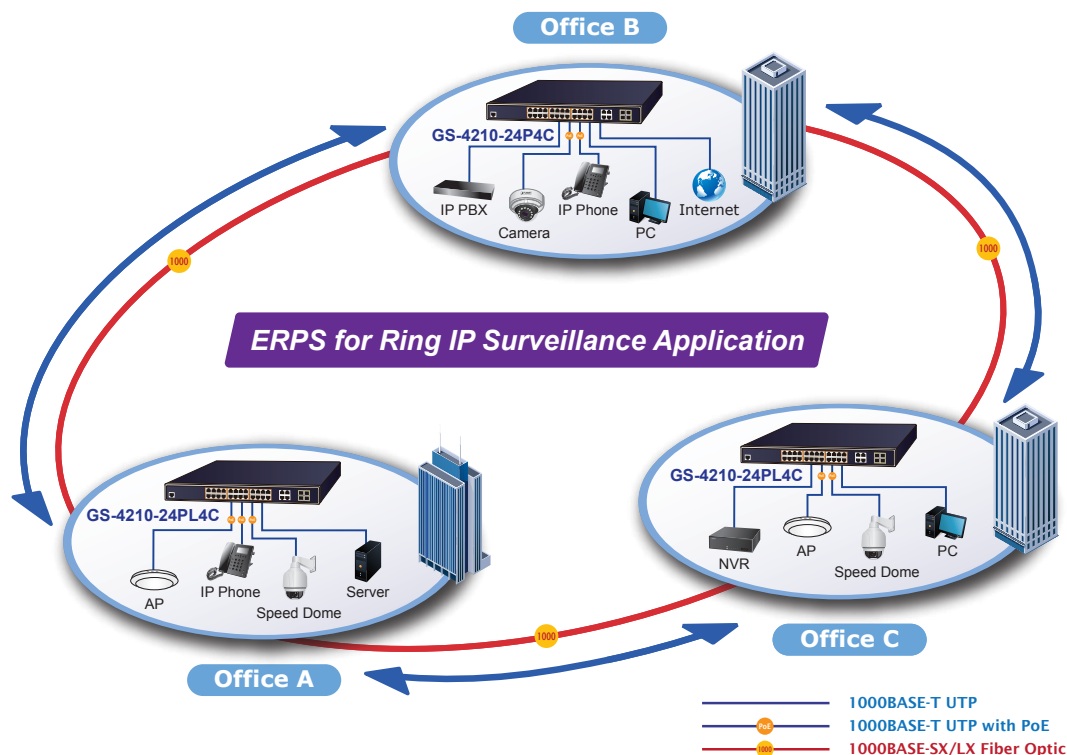 Office B
GS-4210-24P4C
IP PBX
Camera
IP Phone
PC
Internet
1000
1000
ERPS for Ring IP Surveillance Application
GS-4210-24PL4C
AP
IP Phone
Speed Dome
Server
GS-4210-24PL4C
NVR
AP
Speed Dome
PC
1000
Office C
Office A
1000BASE-T UTP
PoE
1000BASE-T UTP with PoE
1000
1000BASE-SX/LX Fiber Optic